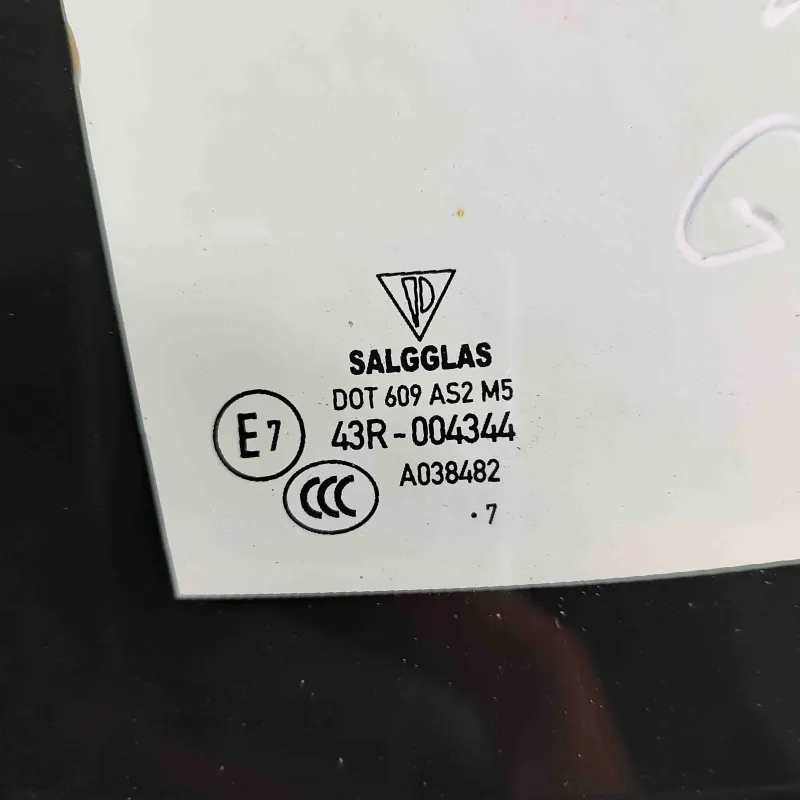 SALGGLAS
DOT 609 AS2 M5
E7 43R-004344
CCC A038482
. 7
G